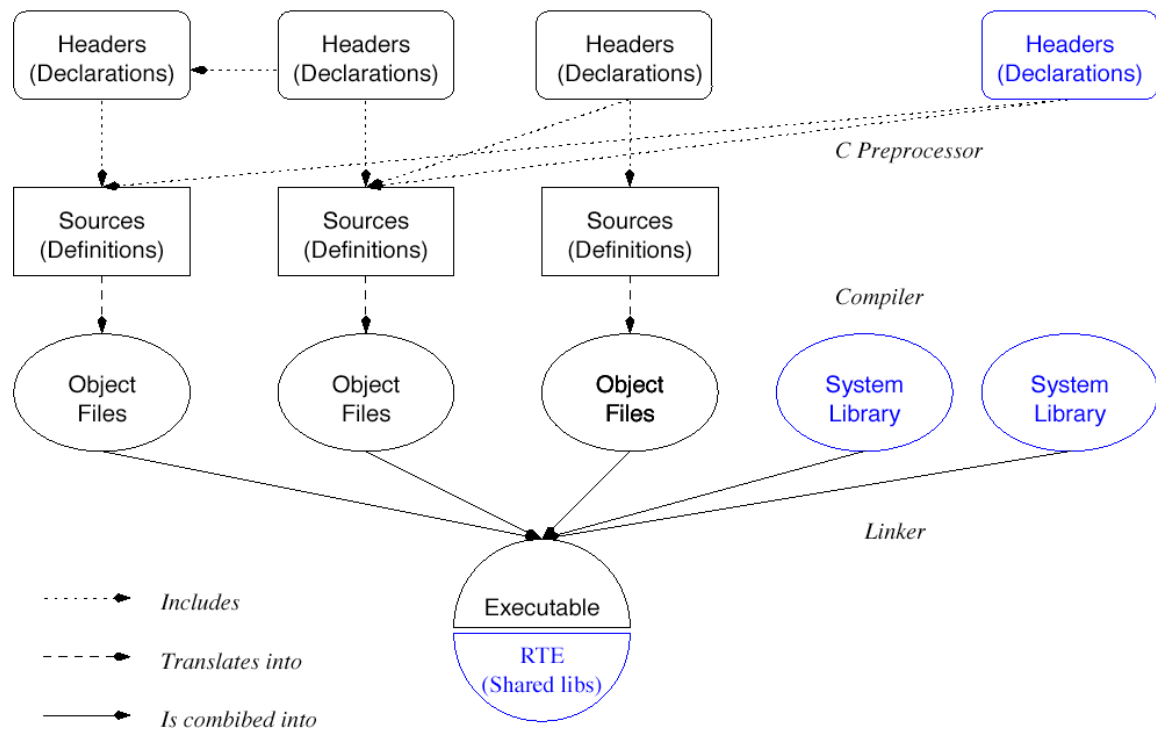 Headers
(Declarations)
Headers
(Declarations)
Headers
(Declarations)
Headers
(Declarations)
C Preprocessor
Sources
(Definitions)
Sources
(Definitions)
Sources
(Definitions)
Compiler
Object
Files
Object
Files
Object
Files
System
Library
System
Library
Linker
Executable
RTE
(Shared libs)
Includes
Translates into
Is combibed into